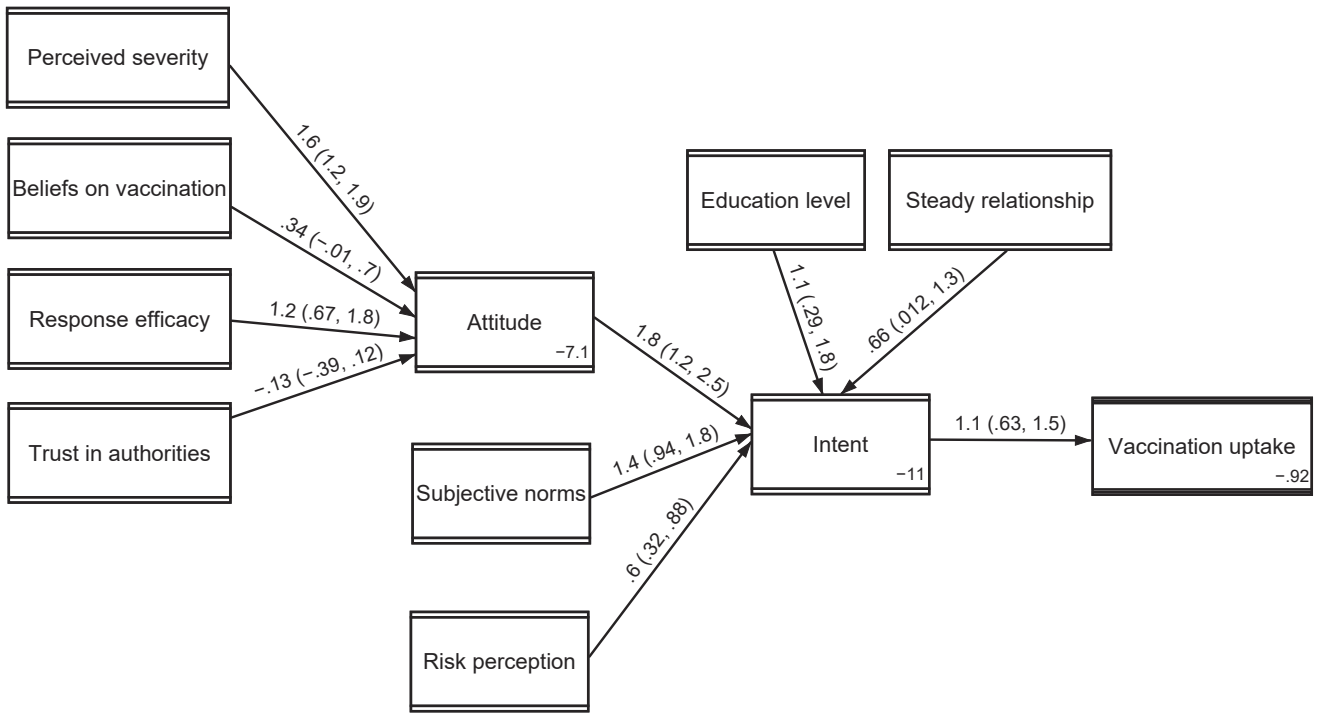 Perceived severity
1.6 (1.2, 1.9)
Beliefs on vaccination
.34 (−.01, .7)
Response efficacy
1.2 (.67, 1.8)
Trust in authorities
−.13 (−.39, .12)
Attitude
−7.1
1.8 (1.2, 2.5)
Education level
1.1 (.29, 1.8)
Steady relationship
.66 (.012, 1.3)
Subjective norms
1.4 (.94, 1.8)
Risk perception
.6 (.32, .88)
Intent
−11
1.1 (.63, 1.5)
Vaccination uptake
−.92